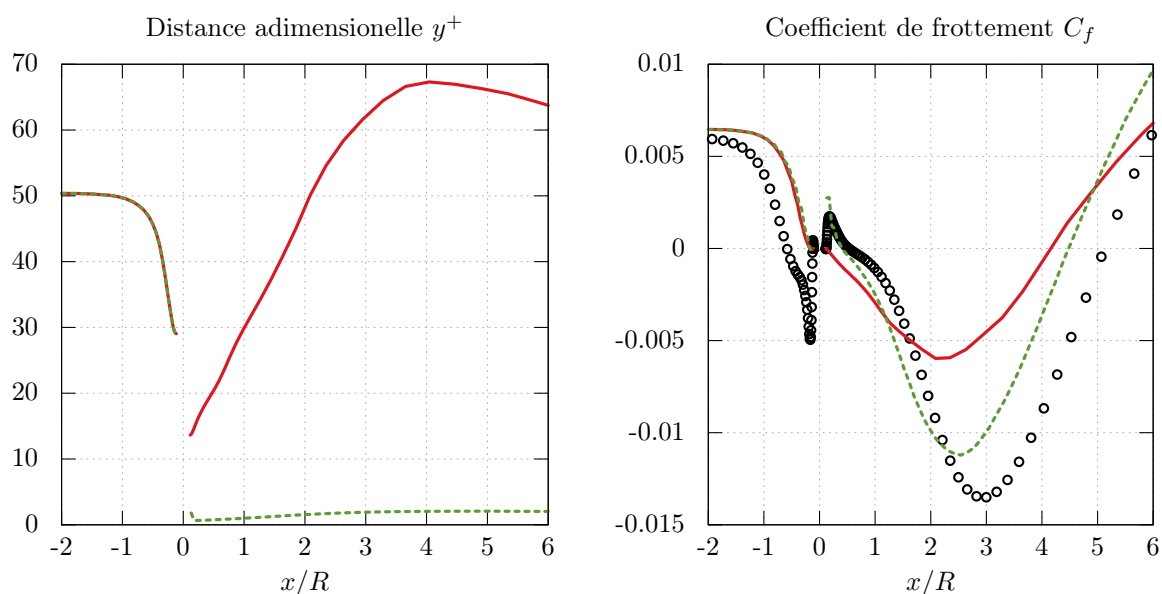 Distance adimensionelle y⁺
70
60
50
40
30
20
10
0
-2 -1 0 1 2 3 4 5 6
x/R
Coefficient de frottement C_f
0.01
0.005
0
-0.005
-0.01
-0.015
-2 -1 0 1 2 3 4 5 6
x/R